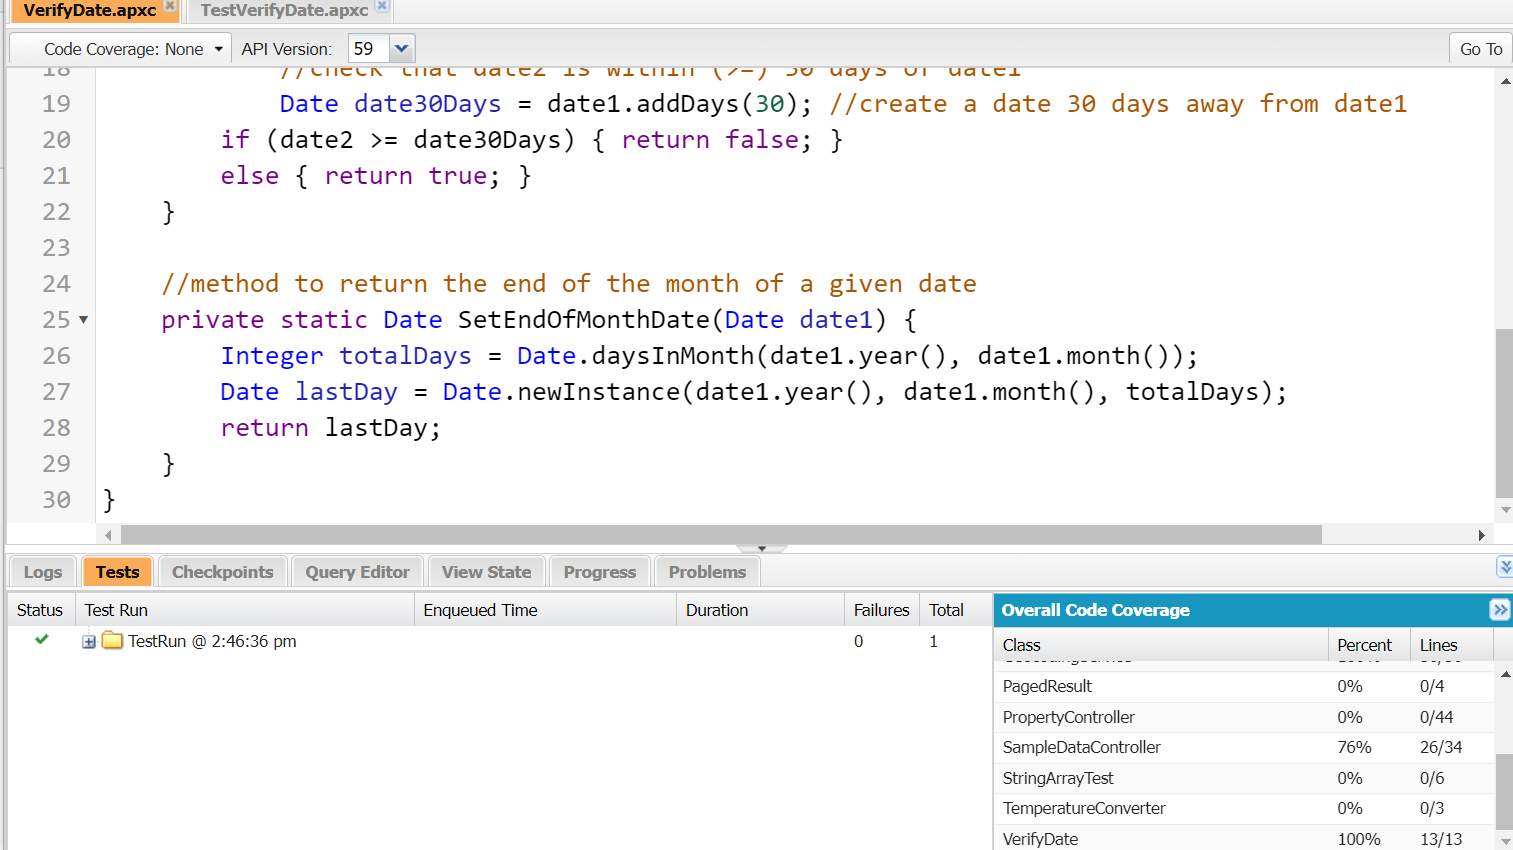 VerifyDate.apxc TestVerifyDate.apxc
Code Coverage: None API Version: 59 Go To
18 //check that date2 is within (>=) 30 days of date1
19 Date date30Days = date1.addDays(30); //create a date 30 days away from date1
20 if (date2 >= date30Days) { return false; }
21 else { return true; }
22 }
23
24 //method to return the end of the month of a given date
25 private static Date SetEndOfMonthDate(Date date1) {
26 Integer totalDays = Date.daysInMonth(date1.year(), date1.month());
27 Date lastDay = Date.newInstance(date1.year(), date1.month(), totalDays);
28 return lastDay;
29 }
30 }
Logs Tests Checkpoints Query Editor View State Progress Problems
Status Test Run Enqueued Time Duration Failures Total
TestRun @ 2:46:36 pm 0 1
Overall Code Coverage
Class Percent Lines
PagedResult 0% 0/4
PropertyController 0% 0/44
SampleDataController 76% 26/34
StringArrayTest 0% 0/6
TemperatureConverter 0% 0/3
VerifyDate 100% 13/13